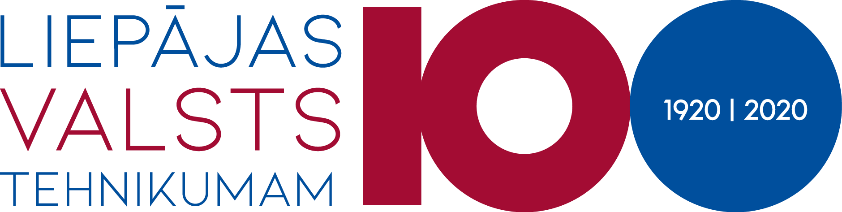 LIEPĀJAS
VALSTS
TEHNIKUMAM
100
1920 | 2020